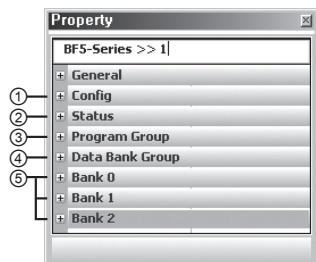 Property
BF5-Series >> 1
General
① Config
② Status
③ Program Group
④ Data Bank Group
⑤ Bank 0
Bank 1
Bank 2